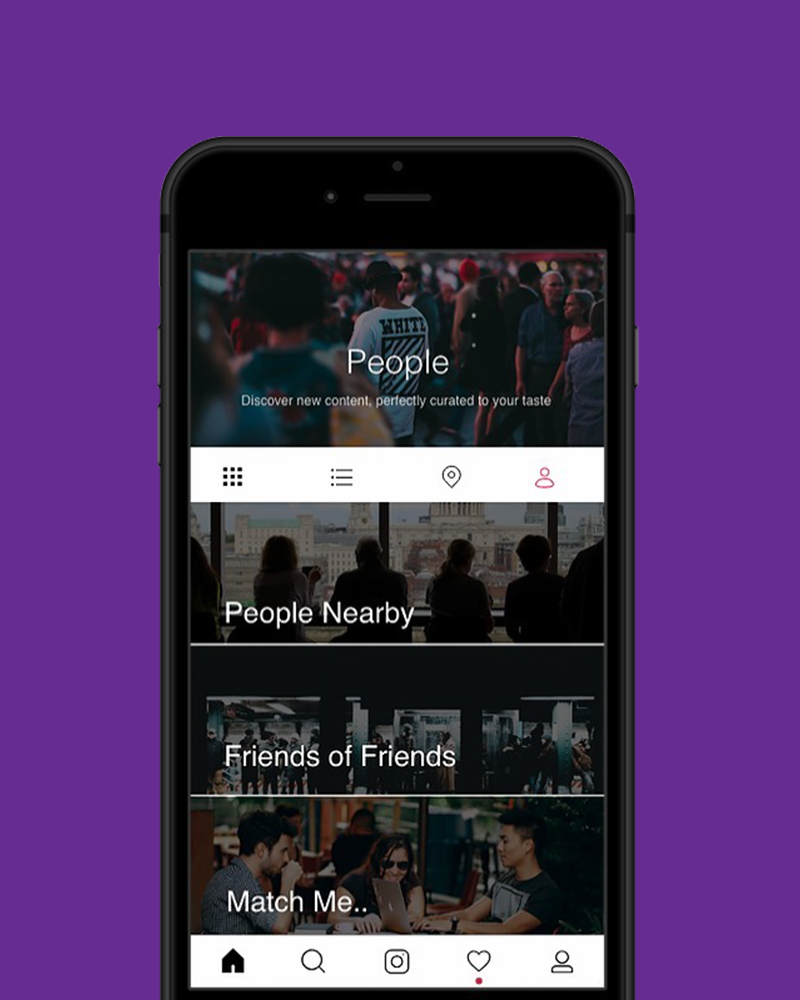 WHITE
People
Discover new content, perfectly curated to your taste
People Nearby
Friends of Friends
Match Me..